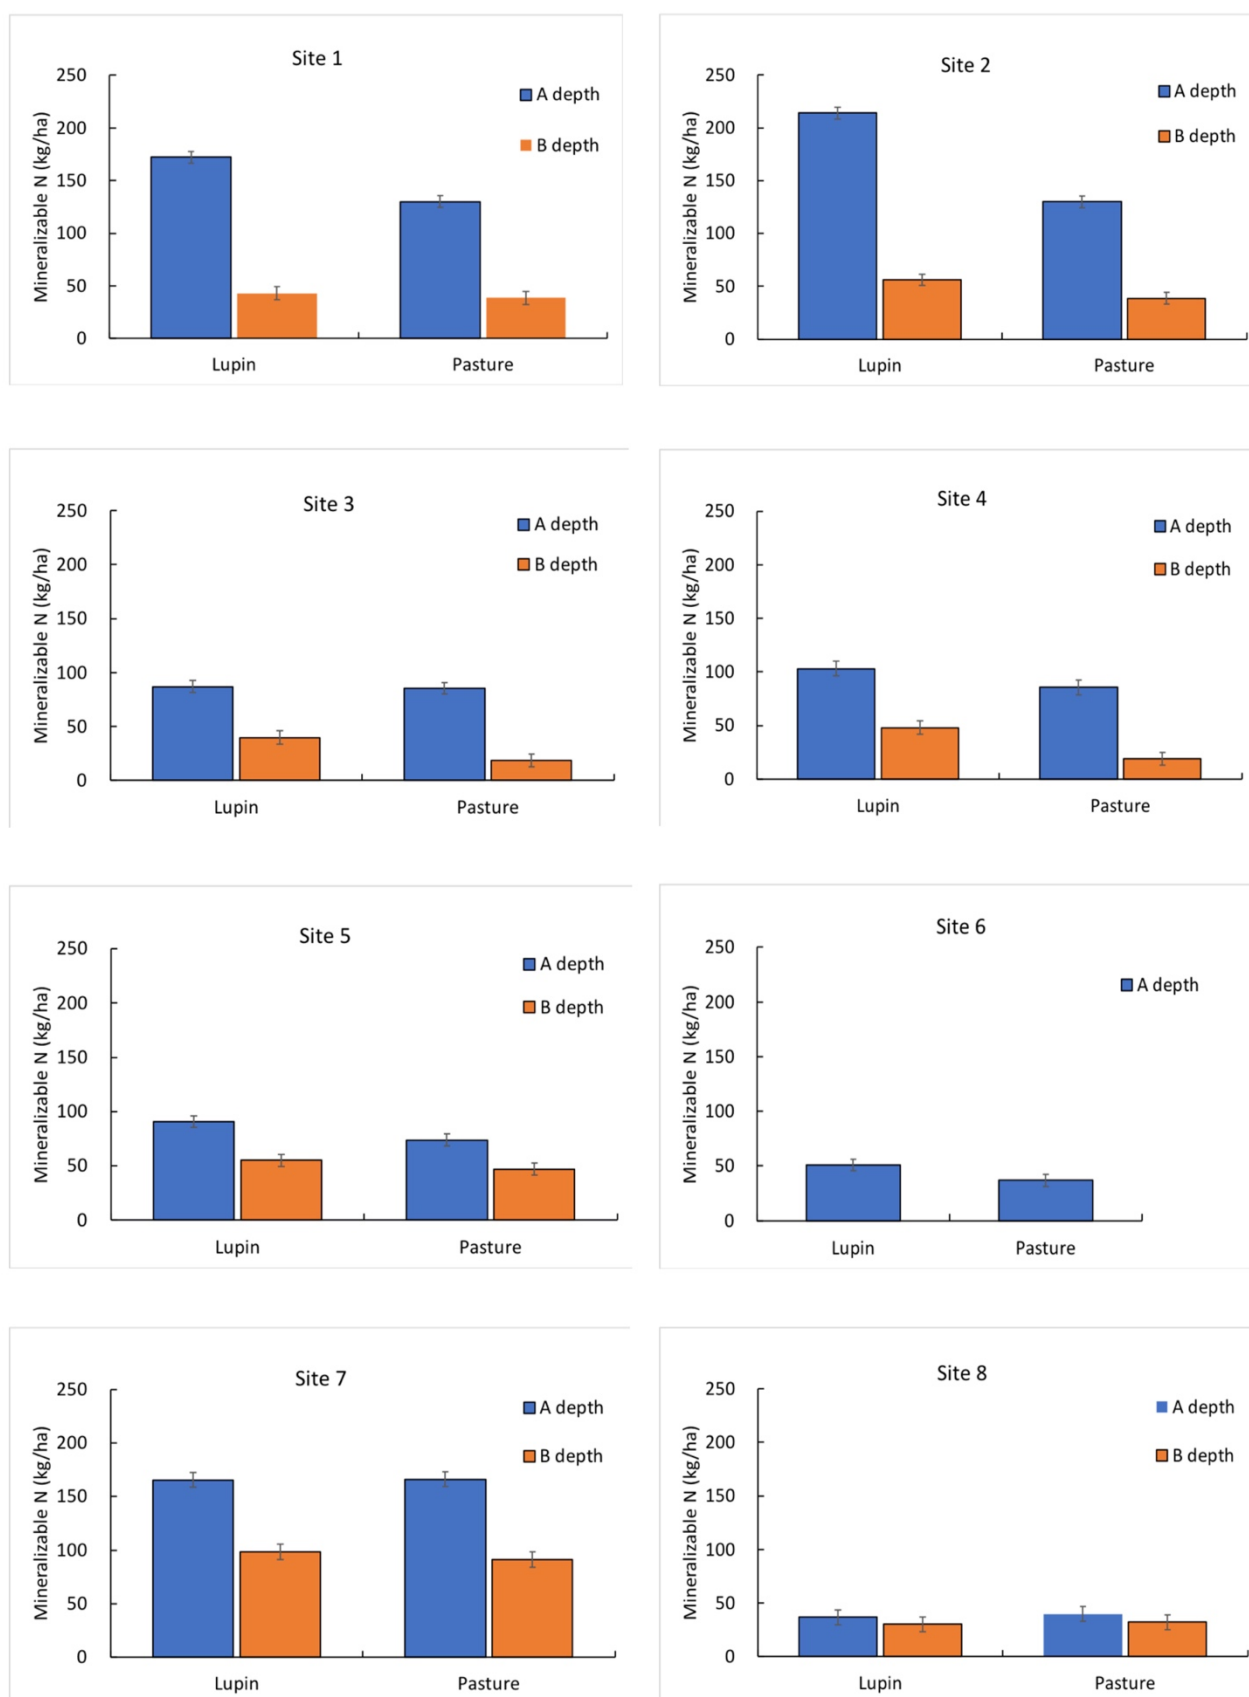 Site 1
Mineralizable N (kg/ha)
250
200
150
100
50
0
A depth
B depth
Lupin Pasture
Site 2
Mineralizable N (kg/ha)
250
200
150
100
50
0
A depth
B depth
Lupin Pasture
Site 3
Mineralizable N (kg/ha)
250
200
150
100
50
0
A depth
B depth
Lupin Pasture
Site 4
Mineralizable N (kg/ha)
250
200
150
100
50
0
A depth
B depth
Lupin Pasture
Site 5
Mineralizable N (kg/ha)
250
200
150
100
50
0
A depth
B depth
Lupin Pasture
Site 6
Mineralizable N (kg/ha)
250
200
150
100
50
0
A depth
Lupin Pasture
Site 7
Mineralizable N (kg/ha)
250
200
150
100
50
0
A depth
B depth
Lupin Pasture
Site 8
Mineralizable N (kg/ha)
250
200
150
100
50
0
A depth
B depth
Lupin Pasture